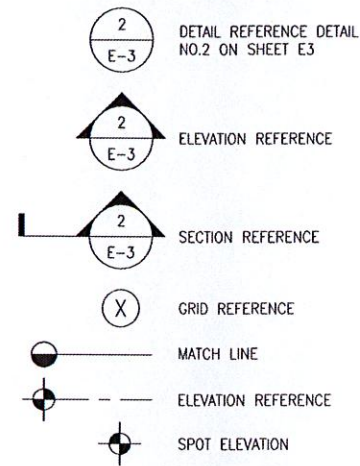 2
E-3
DETAIL REFERENCE DETAIL
NO.2 ON SHEET E3
2
E-3
ELEVATION REFERENCE
2
E-3
SECTION REFERENCE
X
GRID REFERENCE
MATCH LINE
ELEVATION REFERENCE
SPOT ELEVATION